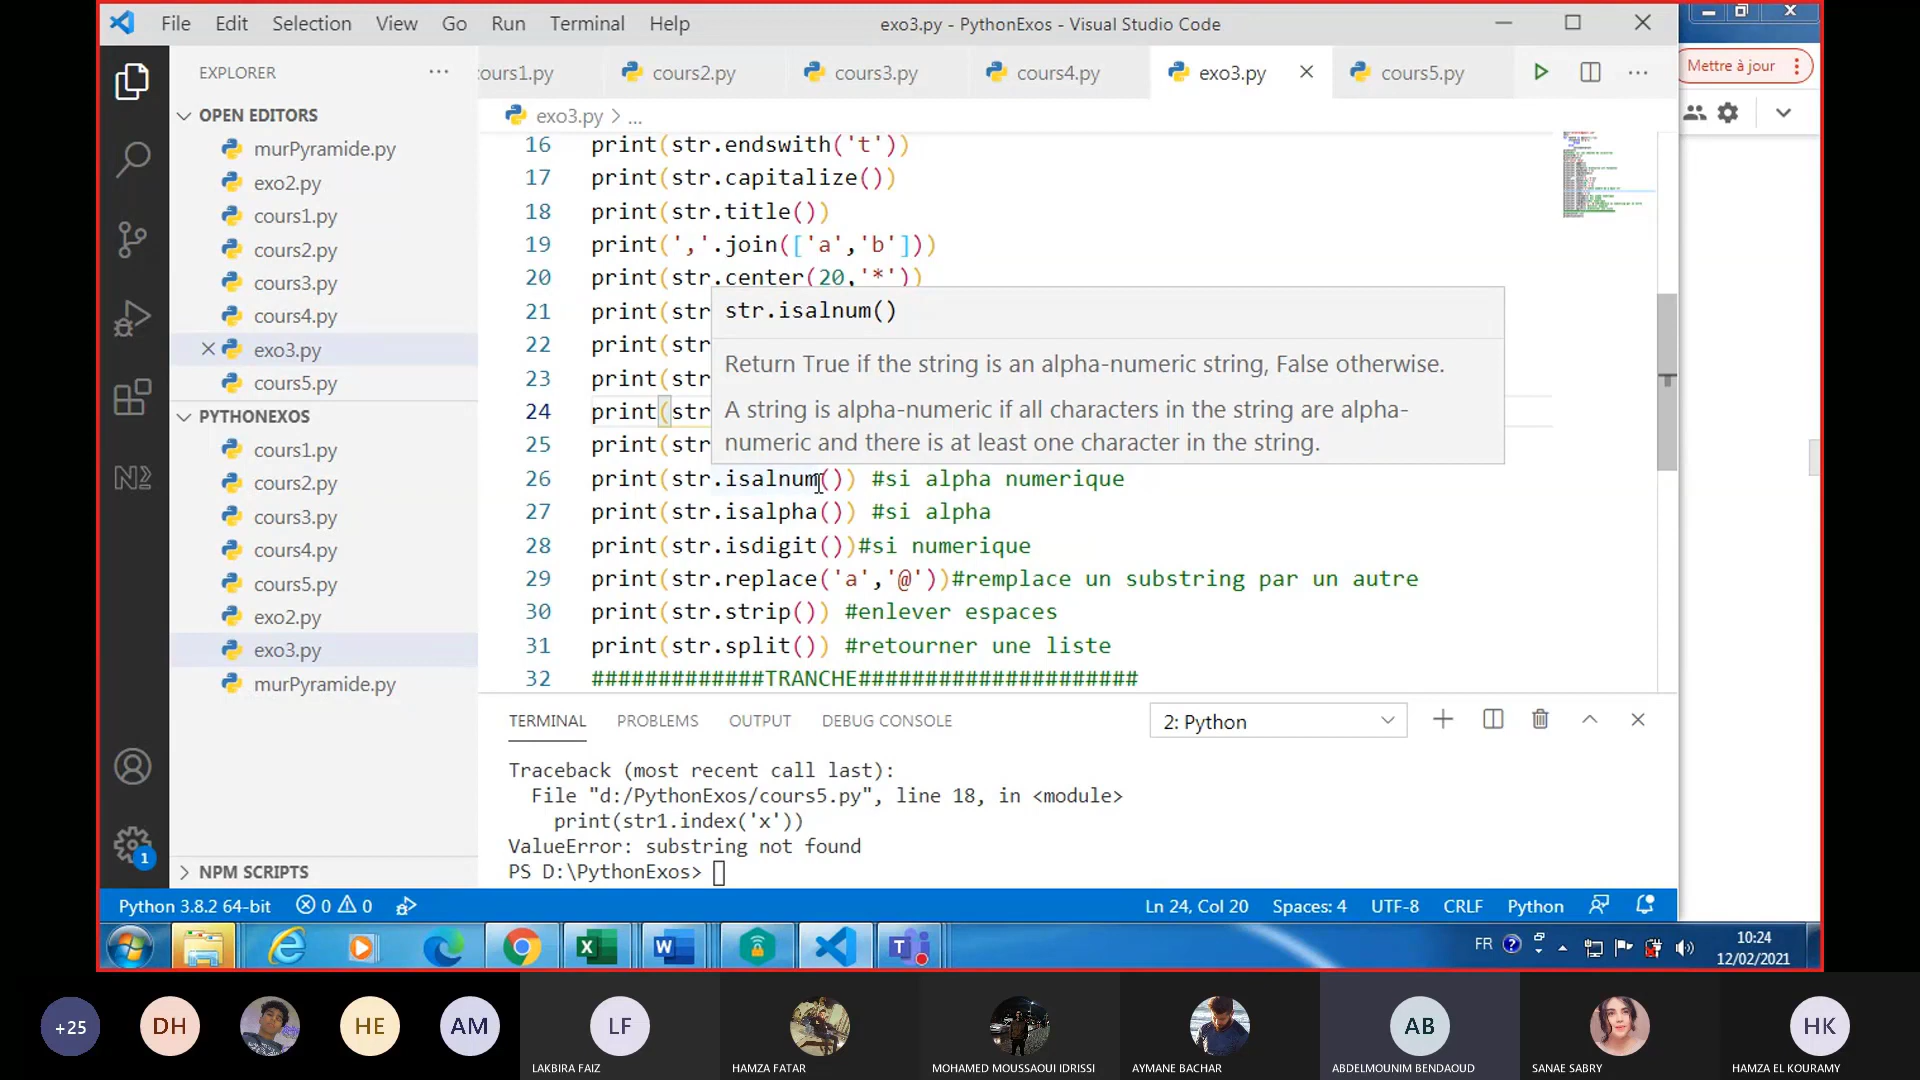 File Edit Selection View Go Run Terminal Help
exo3.py - PythonExos - Visual Studio Code
Mettre à jour
EXPLORER
OPEN EDITORS
murPyramide.py
exo2.py
cours1.py
cours2.py
cours3.py
cours4.py
exo3.py
cours5.py
PYTHONEXOS
cours1.py
cours2.py
cours3.py
cours4.py
cours5.py
exo2.py
exo3.py
murPyramide.py
NPM SCRIPTS
ours1.py cours2.py cours3.py cours4.py exo3.py cours5.py
exo3.py > ...
16 print(str.endswith('t'))
17 print(str.capitalize())
18 print(str.title())
19 print(','.join(['a','b']))
20 print(str.center(20,'*'))
21 print(str
22 print(str
23 print(str
24 print(str
25 print(str
str.isalnum()
Return True if the string is an alpha-numeric string, False otherwise.
A string is alpha-numeric if all characters in the string are alpha-
numeric and there is at least one character in the string.
26 print(str.isalnum()) #si alpha numerique
27 print(str.isalpha()) #si alpha
28 print(str.isdigit())#si numerique
29 print(str.replace('a','@'))#remplace un substring par un autre
30 print(str.strip()) #enlever espaces
31 print(str.split()) #retourner une liste
32 #############TRANCHE#####################
TERMINAL PROBLEMS OUTPUT DEBUG CONSOLE
2: Python
Traceback (most recent call last):
File "d:/PythonExos/cours5.py", line 18, in <module>
print(str1.index('x'))
ValueError: substring not found
PS D:\PythonExos>
1
Python 3.8.2 64-bit 0 0
Ln 24, Col 20 Spaces: 4 UTF-8 CRLF Python
FR
10:24
12/02/2021
+25 DH HE AM LF AB HK
LAKBIRA FAIZ
HAMZA FATAR
MOHAMED MOUSSAOUI IDRISSI
AYMANE BACHAR
ABDELMOUNIM BENDAOUD
SANAE SABRY
HAMZA EL KOURAMY